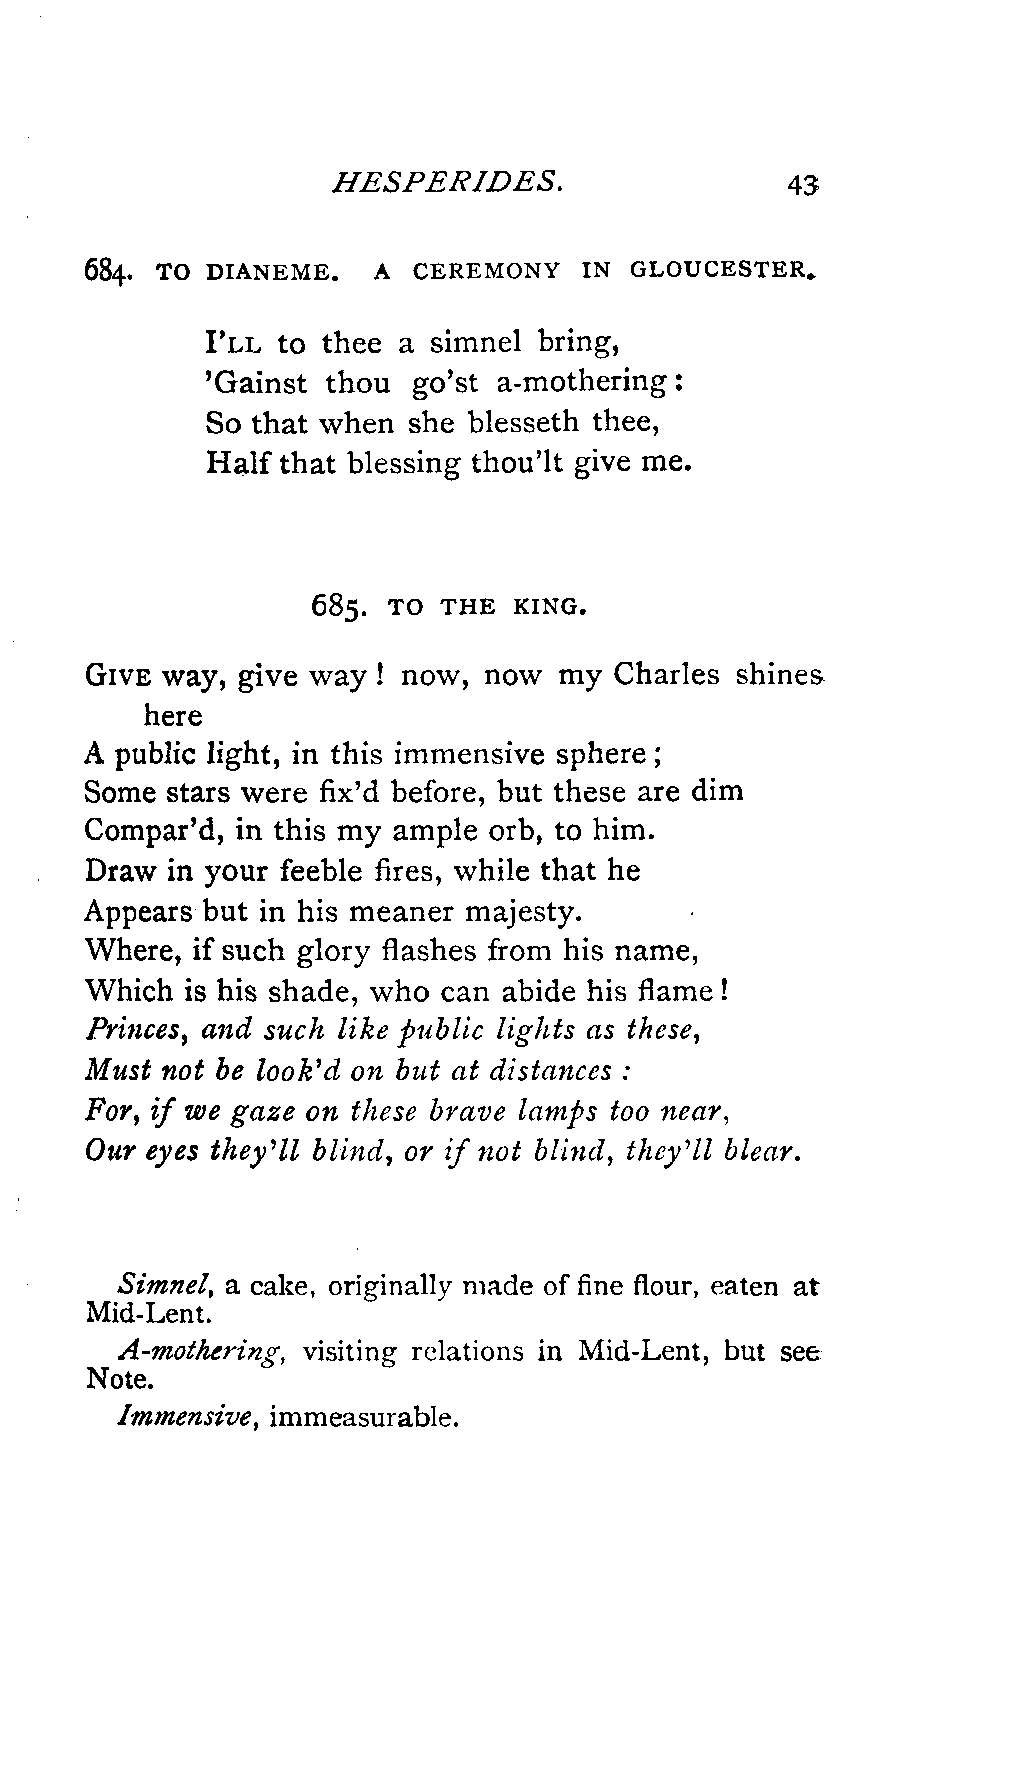 HESPERIDES. 43
684. TO DIANEME. A CEREMONY IN GLOUCESTER.
I'LL to thee a simnel bring,
'Gainst thou go'st a-mothering :
So that when she blesseth thee,
Half that blessing thou'lt give me.
685. TO THE KING.
GIVE way, give way ! now, now my Charles shines
here
A public light, in this immensive sphere ;
Some stars were fix'd before, but these are dim
Compar'd, in this my ample orb, to him.
Draw in your feeble fires, while that he
Appears but in his meaner majesty.
Where, if such glory flashes from his name,
Which is his shade, who can abide his flame !
Princes, and such like public lights as these,
Must not be look'd on but at distances :
For, if we gaze on these brave lamps too near,
Our eyes they'll blind, or if not blind, they'll blear.
Simnel, a cake, originally made of fine flour, eaten at
Mid-Lent.
A-mothering, visiting relations in Mid-Lent, but see
Note.
Immensive, immeasurable.